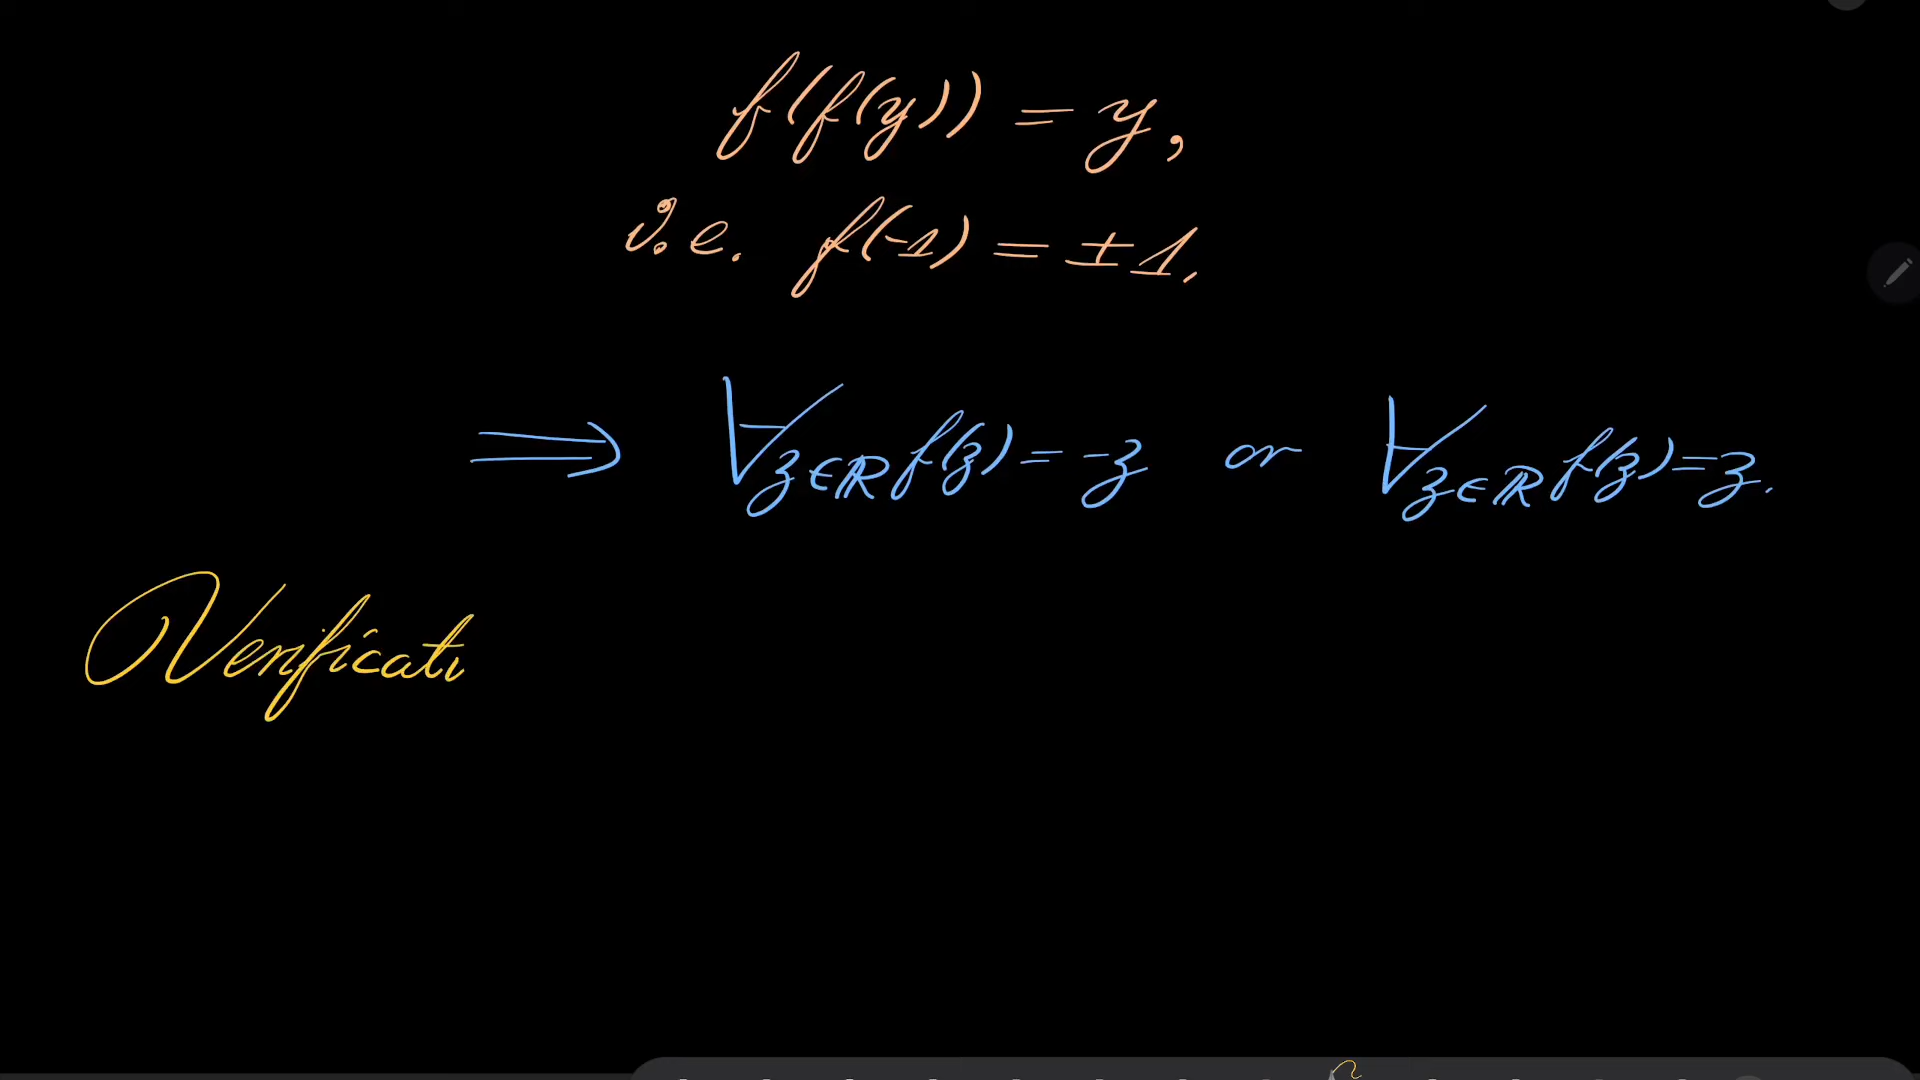 f(f(y)) = y,
i.e. f(-1) = ±1.
⟹ ∀z∈ℝ f(z) = -z or ∀z∈ℝ f(z) = z.
Verificati